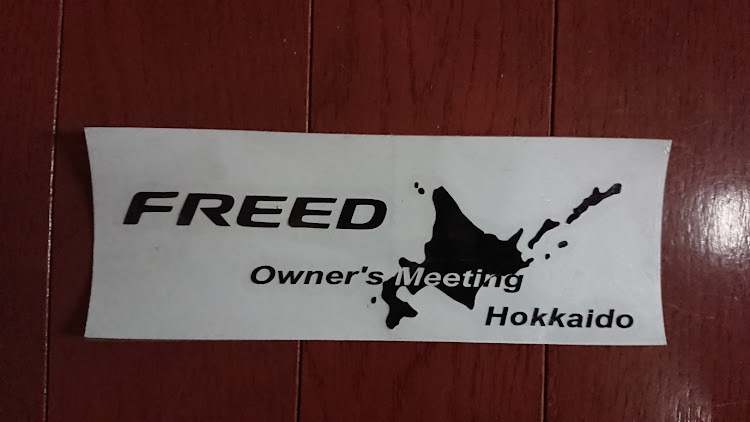 FREED
Owner's Meeting
Hokkaido